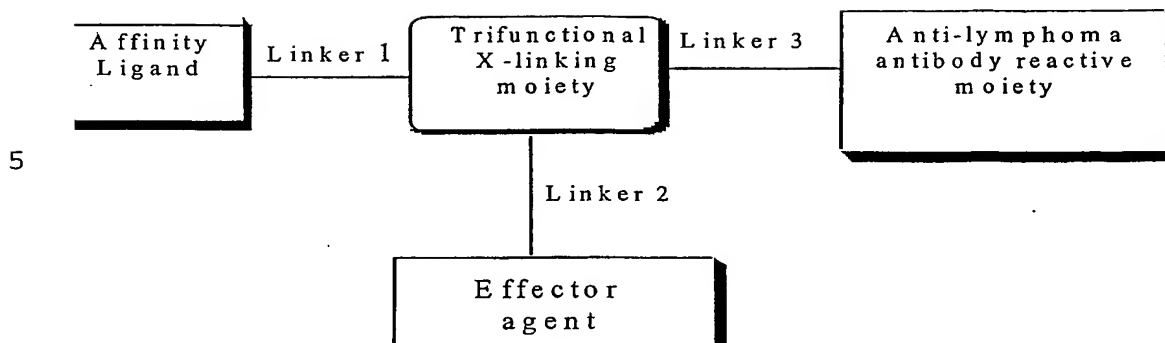 Affinity
Ligand
Linker 1
Trifunctional
X-linking
moiety
Linker 3
Anti-lymphoma
antibody reactive
moiety
5
Linker 2
Effector
agent